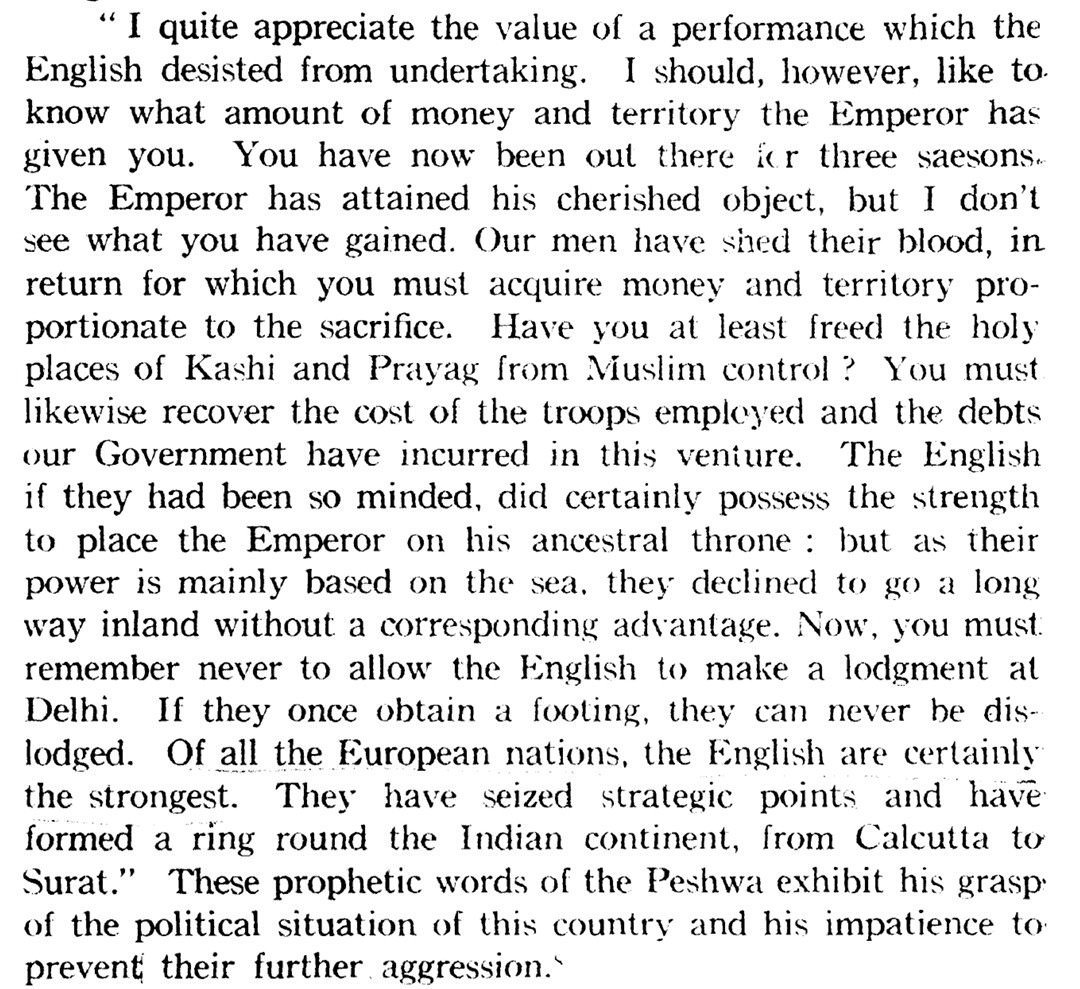 “ I quite appreciate the value of a performance which the
English desisted from undertaking. I should, however, like to
know what amount of money and territory the Emperor has
given you. You have now been out there for three saesons.
The Emperor has attained his cherished object, but I don't
see what you have gained. Our men have shed their blood, in
return for which you must acquire money and territory pro-
portionate to the sacrifice. Have you at least freed the holy
places of Kashi and Prayag from Muslim control ? You must
likewise recover the cost of the troops employed and the debts
our Government have incurred in this venture. The English
if they had been so minded, did certainly possess the strength
to place the Emperor on his ancestral throne : but as their
power is mainly based on the sea, they declined to go a long
way inland without a corresponding advantage. Now, you must
remember never to allow the English to make a lodgment at
Delhi. If they once obtain a footing, they can never be dis-
lodged. Of all the European nations, the English are certainly
the strongest. They have seized strategic points and have
formed a ring round the Indian continent, from Calcutta to
Surat.” These prophetic words of the Peshwa exhibit his grasp
of the political situation of this country and his impatience to
prevent their further aggression.